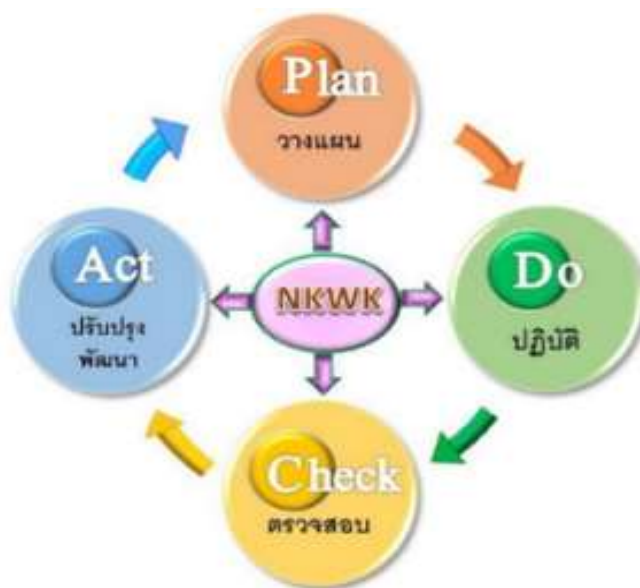 Plan
วางแผน
Act
ปรับปรุง
พัฒนา
NKWK
Do
ปฏิบัติ
Check
ตรวจสอบ